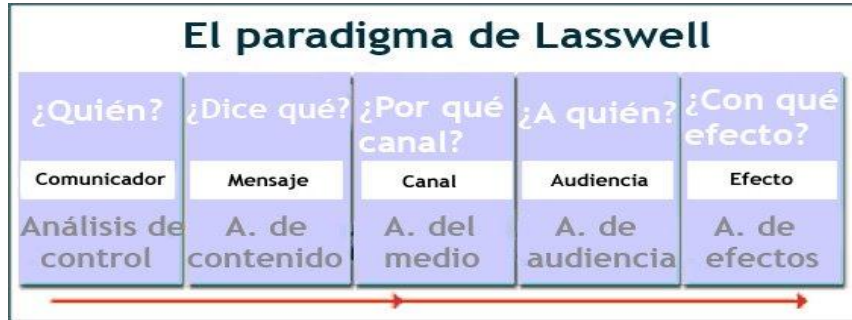 El paradigma de Lasswell
¿Quién?
Comunicador
Análisis de
control
¿Dice qué?
Mensaje
A. de
contenido
¿Por qué
canal?
Canal
A. del
medio
¿A quién?
Audiencia
A. de
audiencia
¿Con qué
efecto?
Efecto
A. de
efectos